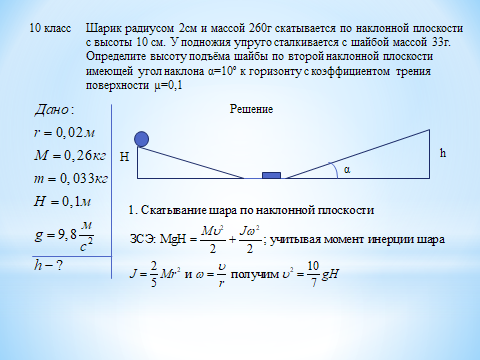 10 класс Шарик радиусом 2см и массой 260г скатывается по наклонной плоскости
с высоты 10 см. У подножия упруго сталкивается с шайбой массой 33г.
Определите высоту подъёма шайбы по второй наклонной плоскости
имеющей угол наклона α=10° к горизонту с коэффициентом трения
поверхности µ=0,1
Дано:
r = 0,02м
M = 0,26кг
m = 0,033кг
H = 0,1м
g = 9,8 м/с²
h − ?
Решение
H
α
h
1. Скатывание шара по наклонной плоскости
ЗСЭ: MgH = Mυ²/2 + Jω²/2; учитывая момент инерции шара
J = 2/5 Mr² и ω = υ/r получим υ² = 10/7 gH